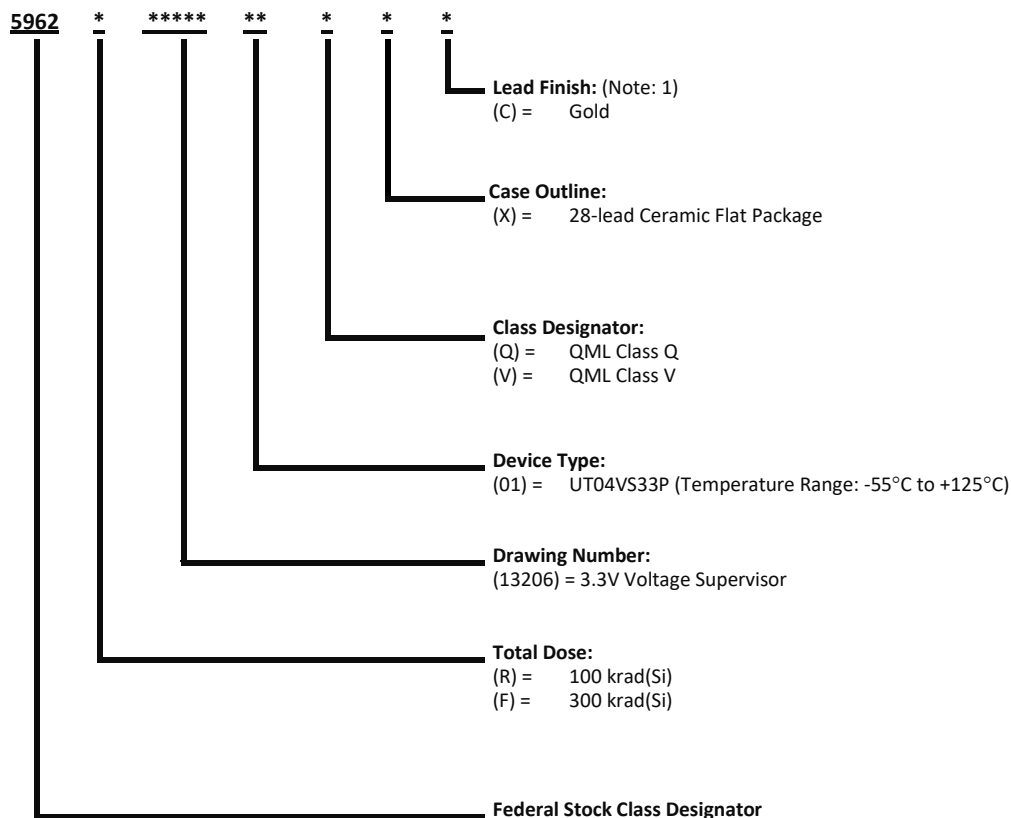 5962 * ***** ** * * *
Lead Finish: (Note: 1)
(C) = Gold
Case Outline:
(X) = 28-lead Ceramic Flat Package
Class Designator:
(Q) = QML Class Q
(V) = QML Class V
Device Type:
(01) = UT04VS33P (Temperature Range: -55°C to +125°C)
Drawing Number:
(13206) = 3.3V Voltage Supervisor
Total Dose:
(R) = 100 krad(Si)
(F) = 300 krad(Si)
Federal Stock Class Designator